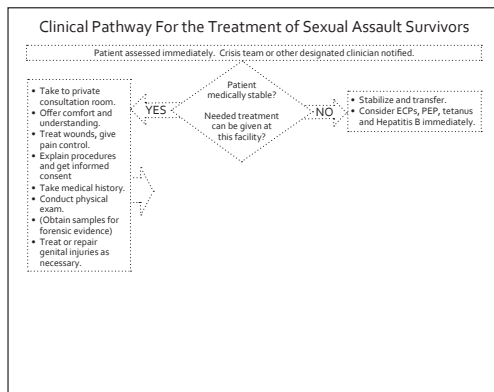 Clinical Pathway For the Treatment of Sexual Assault Survivors
Patient assessed immediately. Crisis team or other designated clinician notified.
• Take to private
consultation room.
• Offer comfort and
understanding.
• Treat wounds, give
pain control.
• Explain procedures
and get informed
consent
• Take medical history.
• Conduct physical
exam.
• (Obtain samples for
forensic evidence)
• Treat or repair
genital injuries as
necessary.
YES
Patient
medically stable?
Needed treatment
can be given at
this facility?
NO
• Stabilize and transfer.
• Consider ECPs, PEP, tetanus
and Hepatitis B immediately.